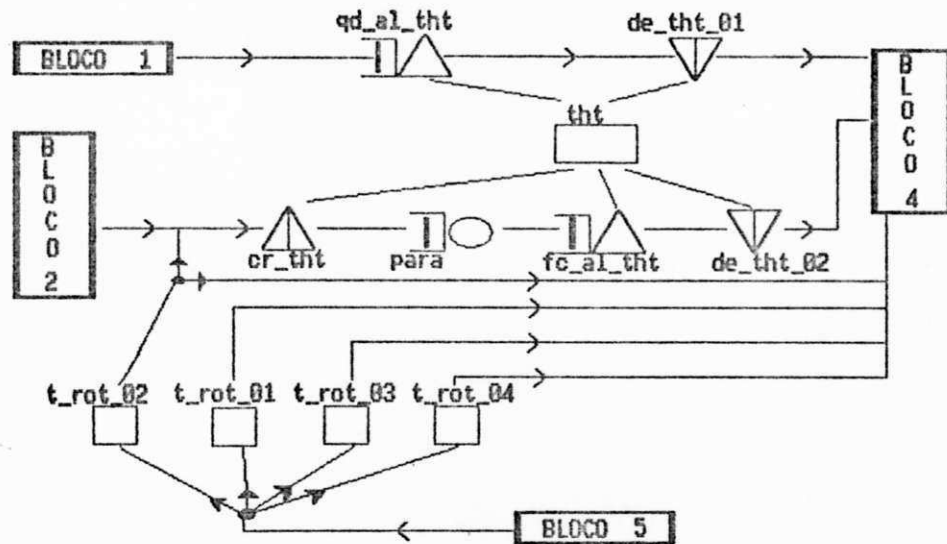 qd_al_tht
de_tht_01
BLOCO 1
BLOCO 4
tht
BLOCO 2
cr_tht
para
fc_al_tht
de_tht_02
t_rot_02
t_rot_01
t_rot_03
t_rot_04
BLOCO 5